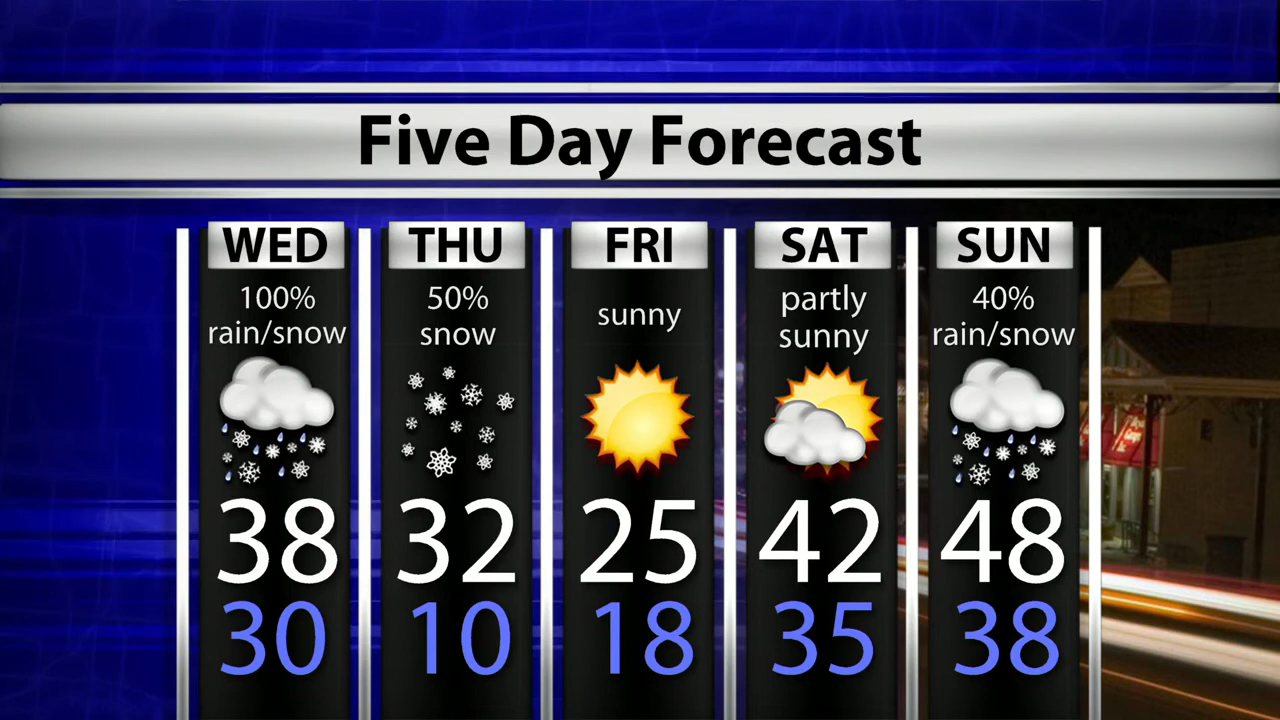 Five Day Forecast
WED
100%
rain/snow
38
30
THU
50%
snow
32
10
FRI
sunny
25
18
SAT
partly
sunny
42
35
SUN
40%
rain/snow
48
38